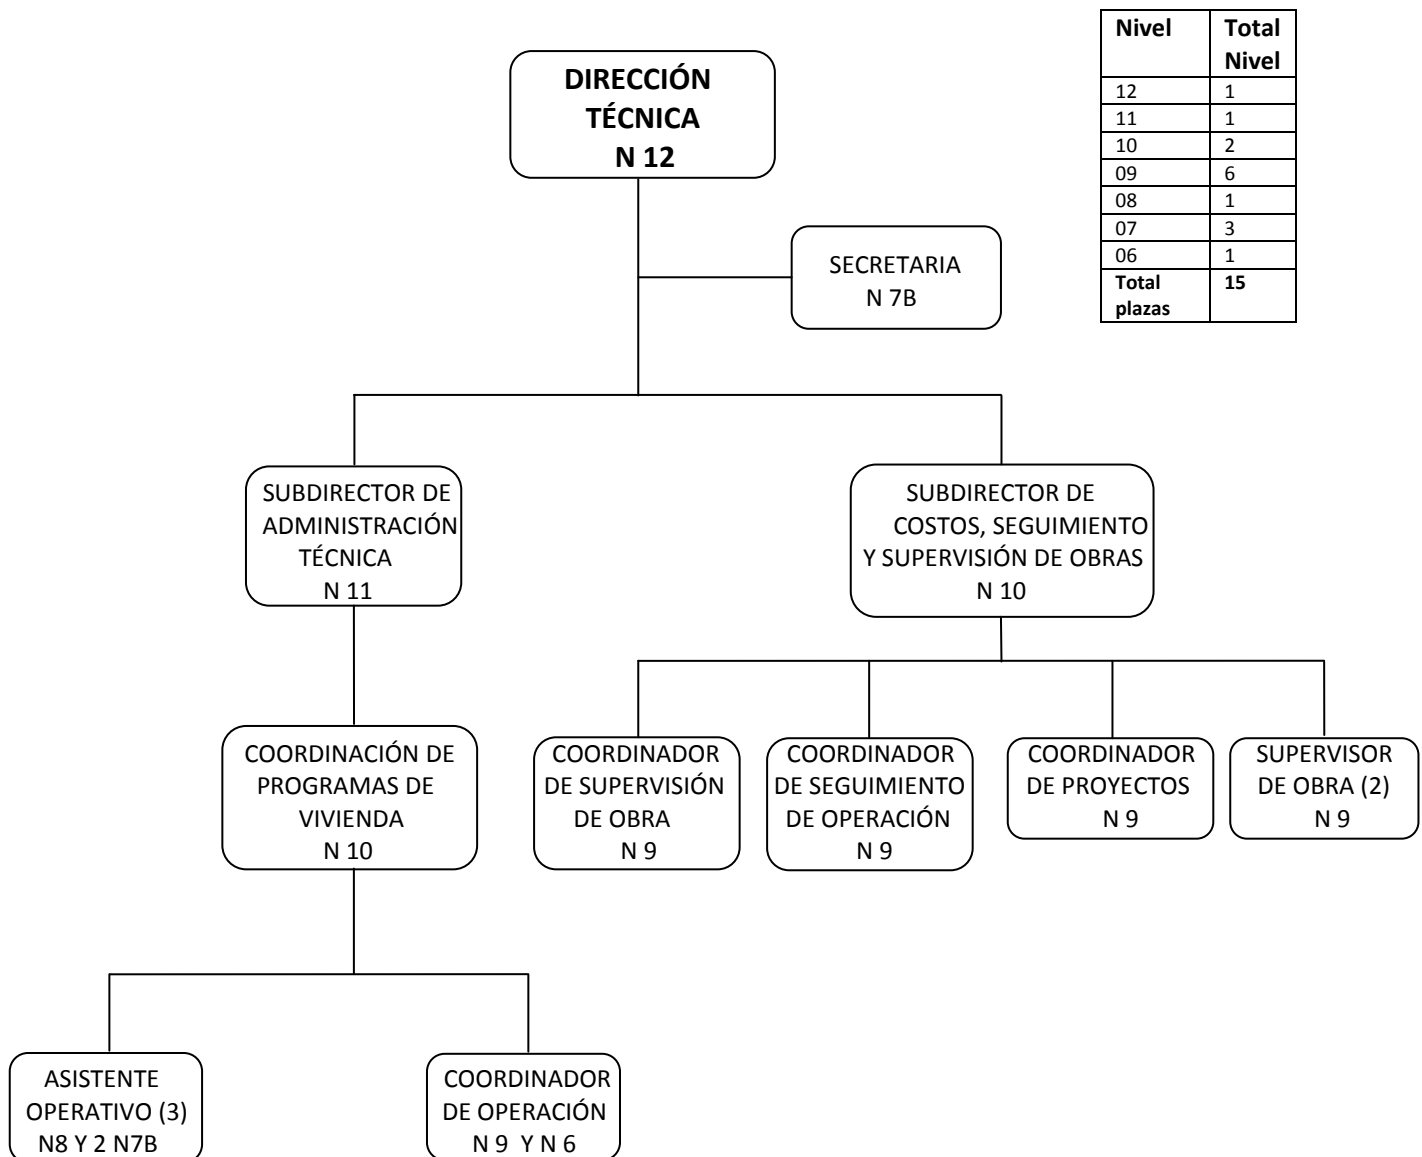 DIRECCIÓN
TÉCNICA
N 12
Nivel Total
Nivel
12 1
11 1
10 2
09 6
08 1
07 3
06 1
Total 15
plazas
SECRETARIA
N 7B
SUBDIRECTOR DE
ADMINISTRACIÓN
TÉCNICA
N 11
SUBDIRECTOR DE
COSTOS, SEGUIMIENTO
Y SUPERVISIÓN DE OBRAS
N 10
COORDINACIÓN DE
PROGRAMAS DE
VIVIENDA
N 10
COORDINADOR
DE SUPERVISIÓN
DE OBRA
N 9
COORDINADOR
DE SEGUIMIENTO
DE OPERACIÓN
N 9
COORDINADOR
DE PROYECTOS
N 9
SUPERVISOR
DE OBRA (2)
N 9
ASISTENTE
OPERATIVO (3)
N8 Y 2 N7B
COORDINADOR
DE OPERACIÓN
N 9 Y N 6